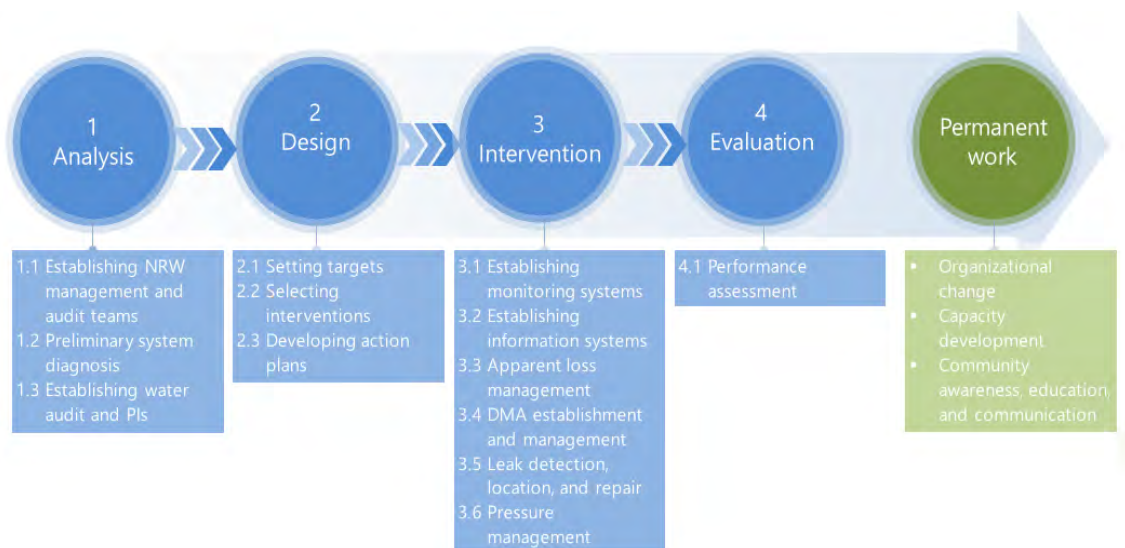 1
Analysis
2
Design
3
Intervention
4
Evaluation
Permanent
work
1.1 Establishing NRW
management and
audit teams
1.2 Preliminary system
diagnosis
1.3 Establishing water
audit and PIs
2.1 Setting targets
2.2 Selecting
interventions
2.3 Developing action
plans
3.1 Establishing
monitoring systems
3.2 Establishing
information systems
3.3 Apparent loss
management
3.4 DMA establishment
and management
3.5 Leak detection,
location, and repair
3.6 Pressure
management
4.1 Performance
assessment
▪ Organizational
change
▪ Capacity
development
▪ Community
awareness, education
and communication